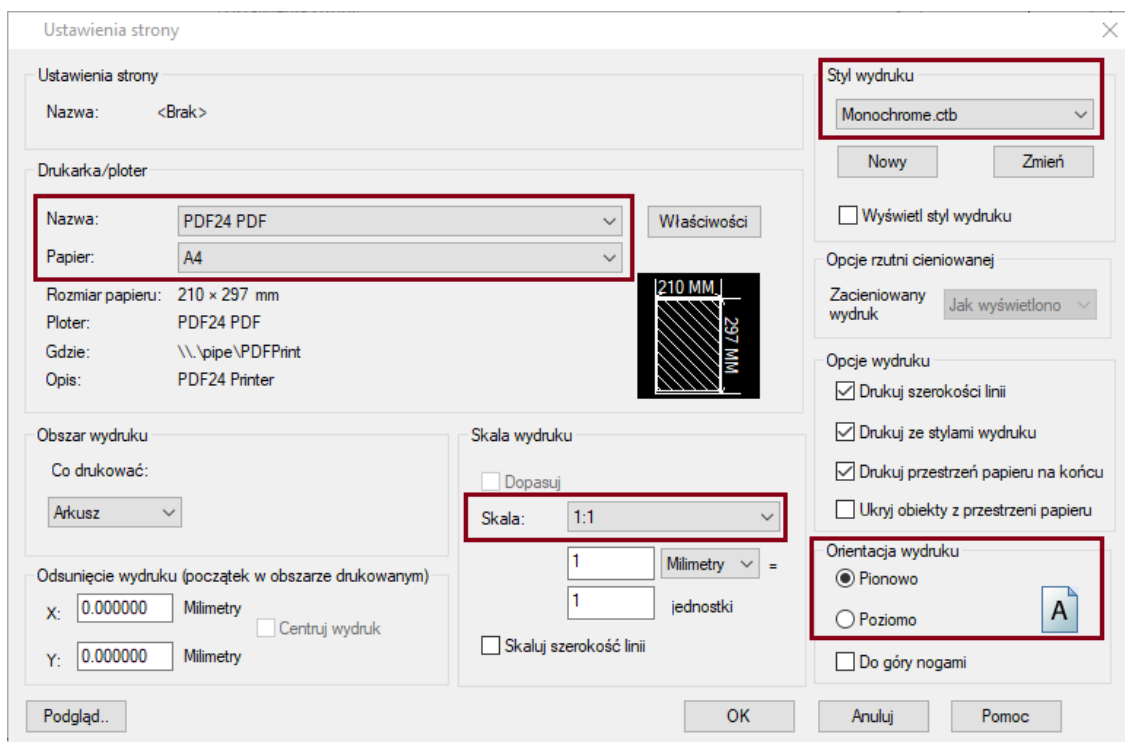 Ustawienia strony
Ustawienia strony
Nazwa: <Brak>
Drukarka/ploter
Nazwa: PDF24 PDF
Właściwości
Papier: A4
Rozmiar papieru: 210 × 297 mm
Ploter: PDF24 PDF
Gdzie: \\.\pipe\PDFPrint
Opis: PDF24 Printer
210 MM
297 MM
Obszar wydruku
Co drukować:
Arkusz
Odsunięcie wydruku (początek w obszarze drukowanym)
X: 0.000000 Milimetry
Centruj wydruk
Y: 0.000000 Milimetry
Skala wydruku
Dopasuj
Skala: 1:1
1 Milimetry =
1 jednostki
Skaluj szerokość linii
Styl wydruku
Monochrome.ctb
Nowy Zmień
Wyświetl styl wydruku
Opcje rzutni cieniowanej
Zacieniowany
wydruk
Jak wyświetlono
Opcje wydruku
Drukuj szerokości linii
Drukuj ze stylami wydruku
Drukuj przestrzeń papieru na końcu
Ukryj obiekty z przestrzeni papieru
Orientacja wydruku
Pionowo
Poziomo
A
Do góry nogami
Podgląd.. OK Anuluj Pomoc